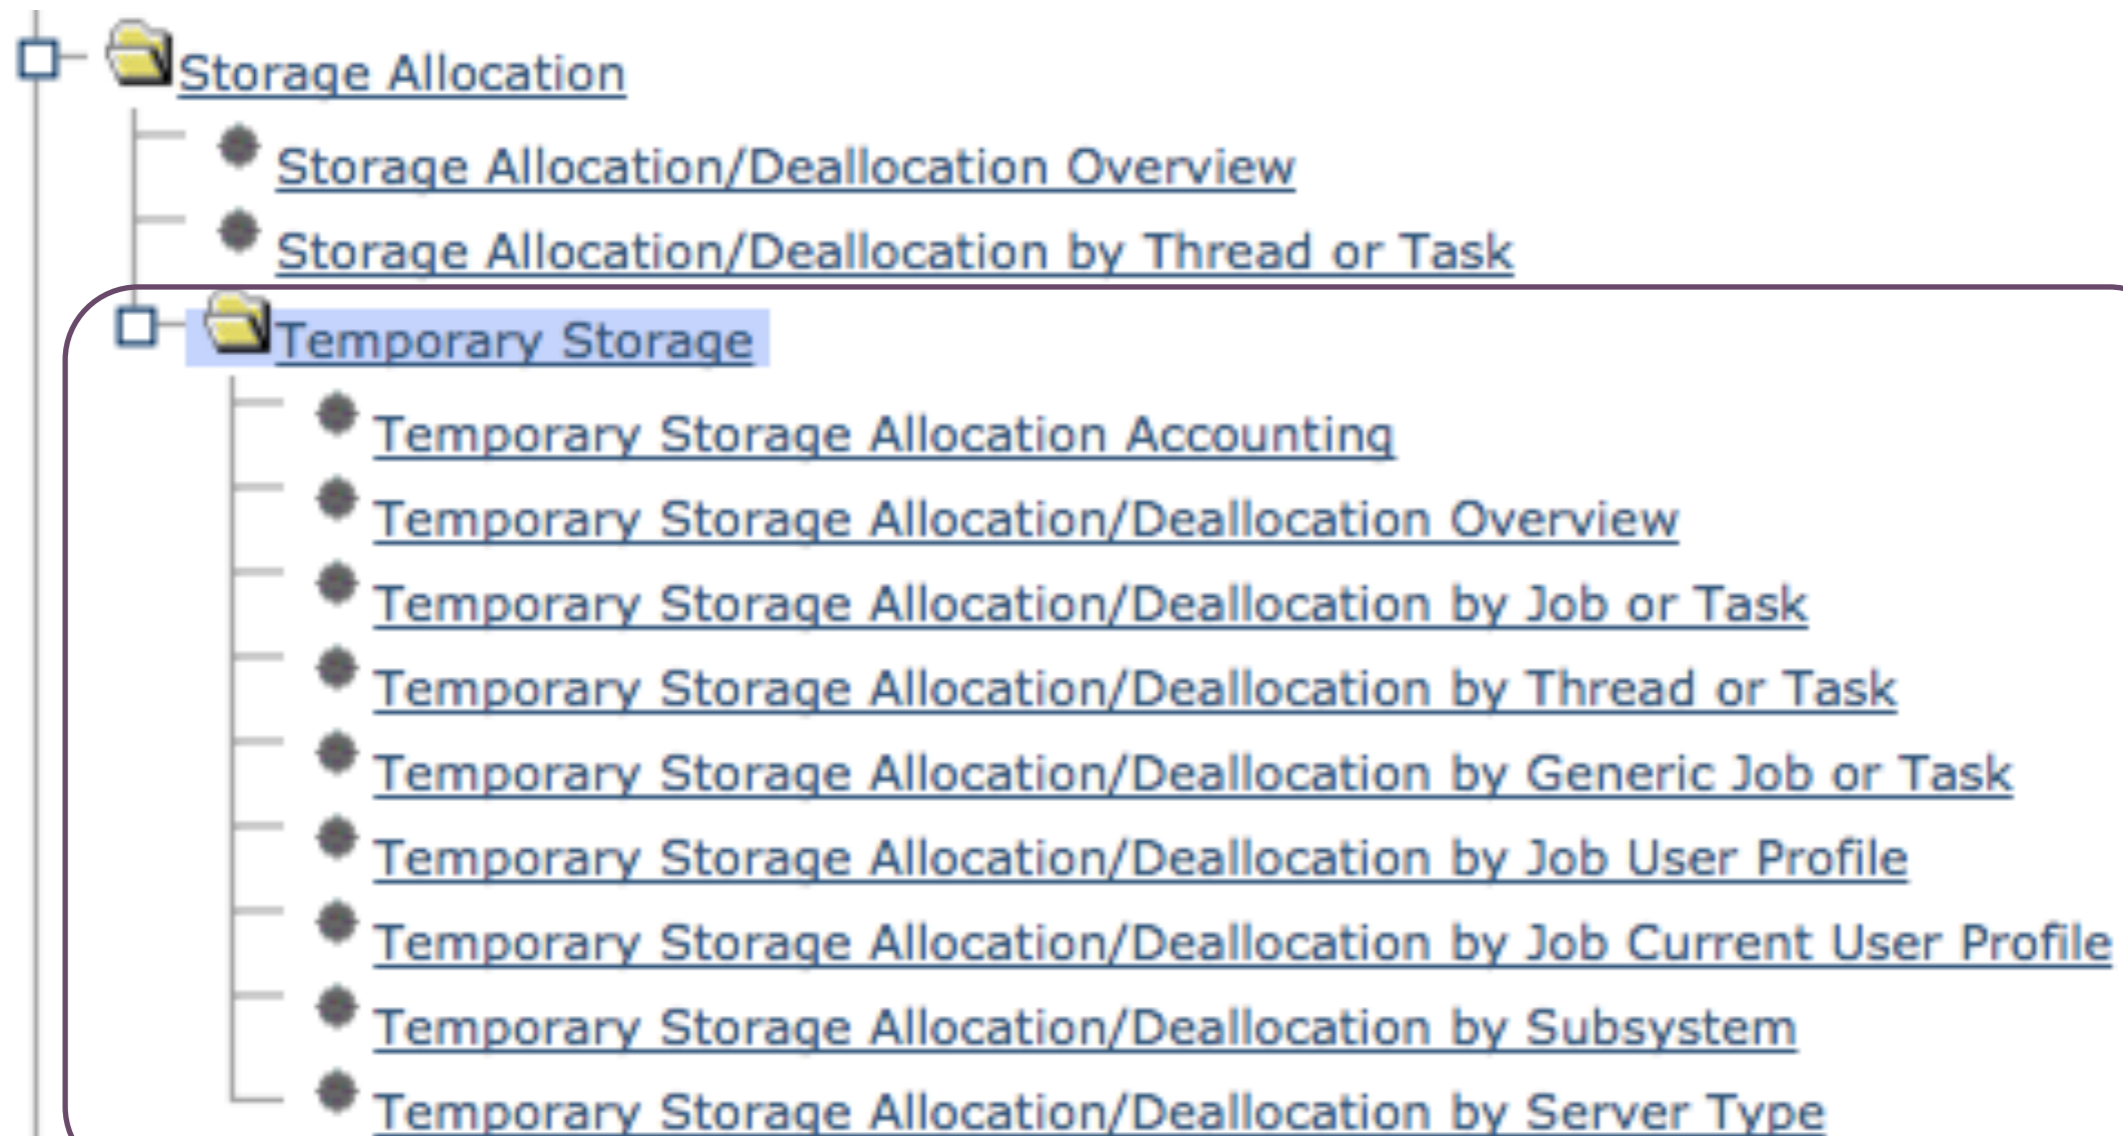 Storage Allocation
Storage Allocation/Deallocation Overview
Storage Allocation/Deallocation by Thread or Task
Temporary Storage
Temporary Storage Allocation Accounting
Temporary Storage Allocation/Deallocation Overview
Temporary Storage Allocation/Deallocation by Job or Task
Temporary Storage Allocation/Deallocation by Thread or Task
Temporary Storage Allocation/Deallocation by Generic Job or Task
Temporary Storage Allocation/Deallocation by Job User Profile
Temporary Storage Allocation/Deallocation by Job Current User Profile
Temporary Storage Allocation/Deallocation by Subsystem
Temporary Storage Allocation/Deallocation by Server Type